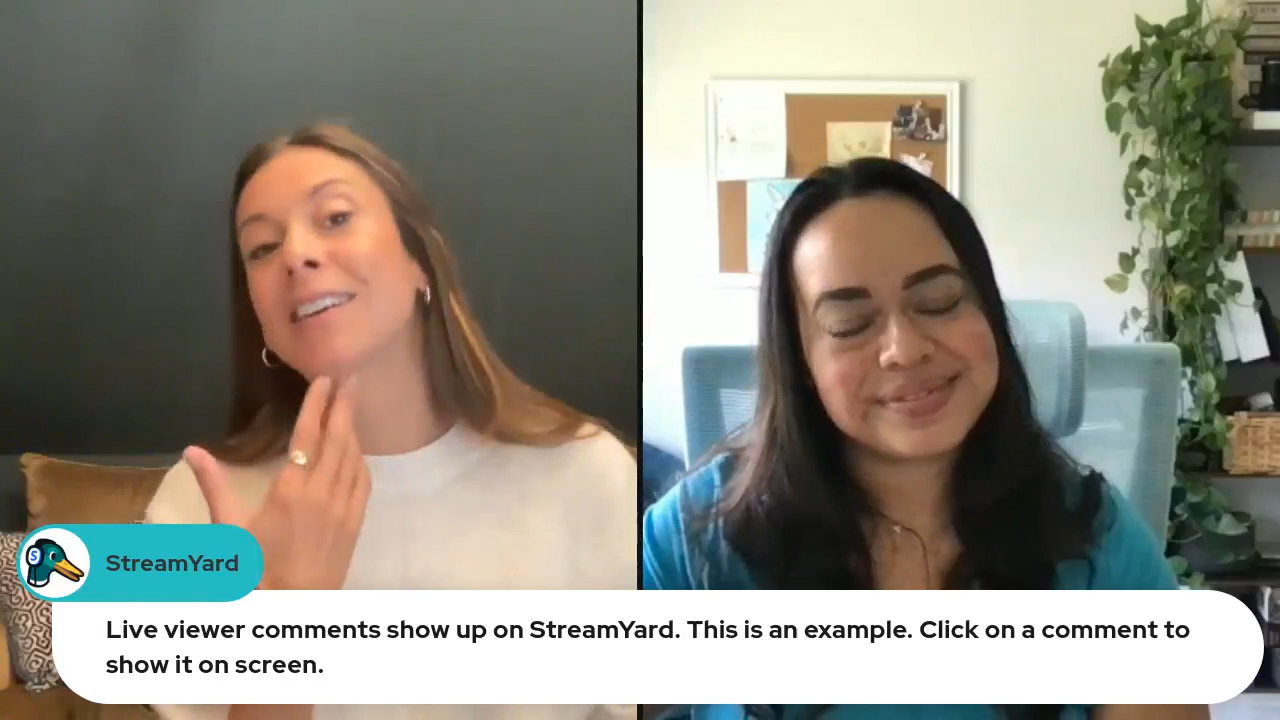 StreamYard
Live viewer comments show up on StreamYard. This is an example. Click on a comment to
show it on screen.